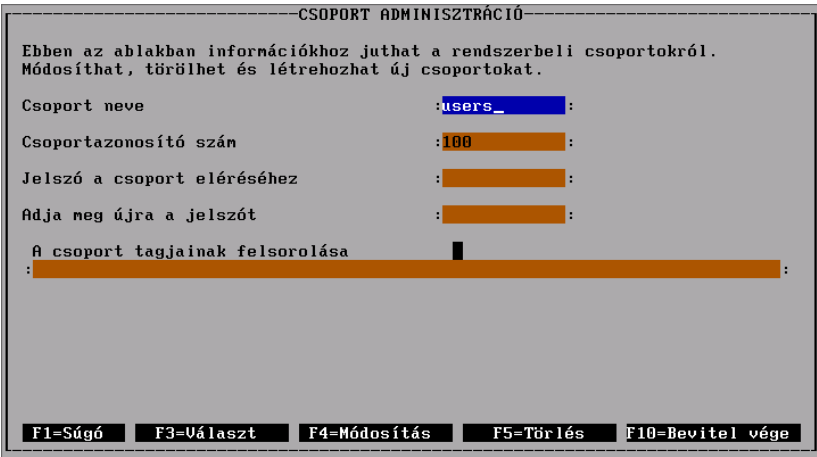 CSOPORT ADMINISZTRÁCIÓ
Ebben az ablakban információkhoz juthat a rendszerbeli csoportokról.
Módosíthat, törölhet és létrehozhat új csoportokat.
Csoport neve :users_ :
Csoportazonosító szám :100 :
Jelszó a csoport eléréséhez : :
Adja meg újra a jelszót : :
A csoport tagjainak felsorolása
: :
F1=Súgó F3=Választ F4=Módosítás F5=Törlés F10=Bevitel vége